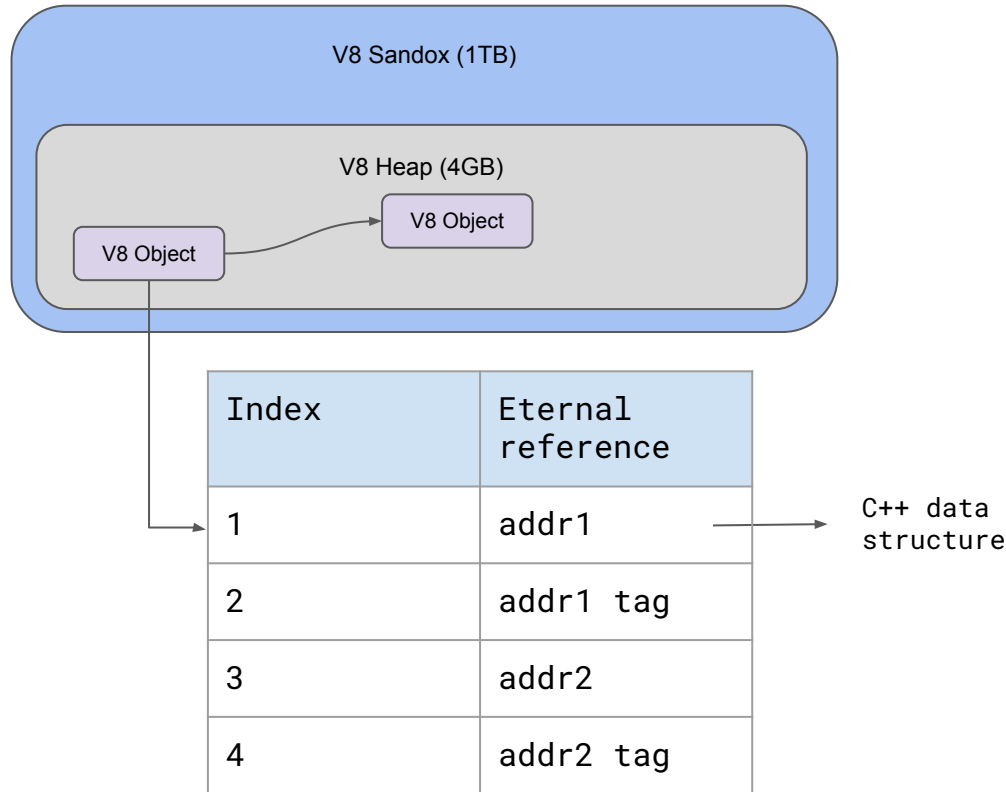 V8 Sandox (1TB)
V8 Heap (4GB)
V8 Object
V8 Object
Index
Eternal
reference
1
addr1
C++ data
structure
2
addr1 tag
3
addr2
4
addr2 tag